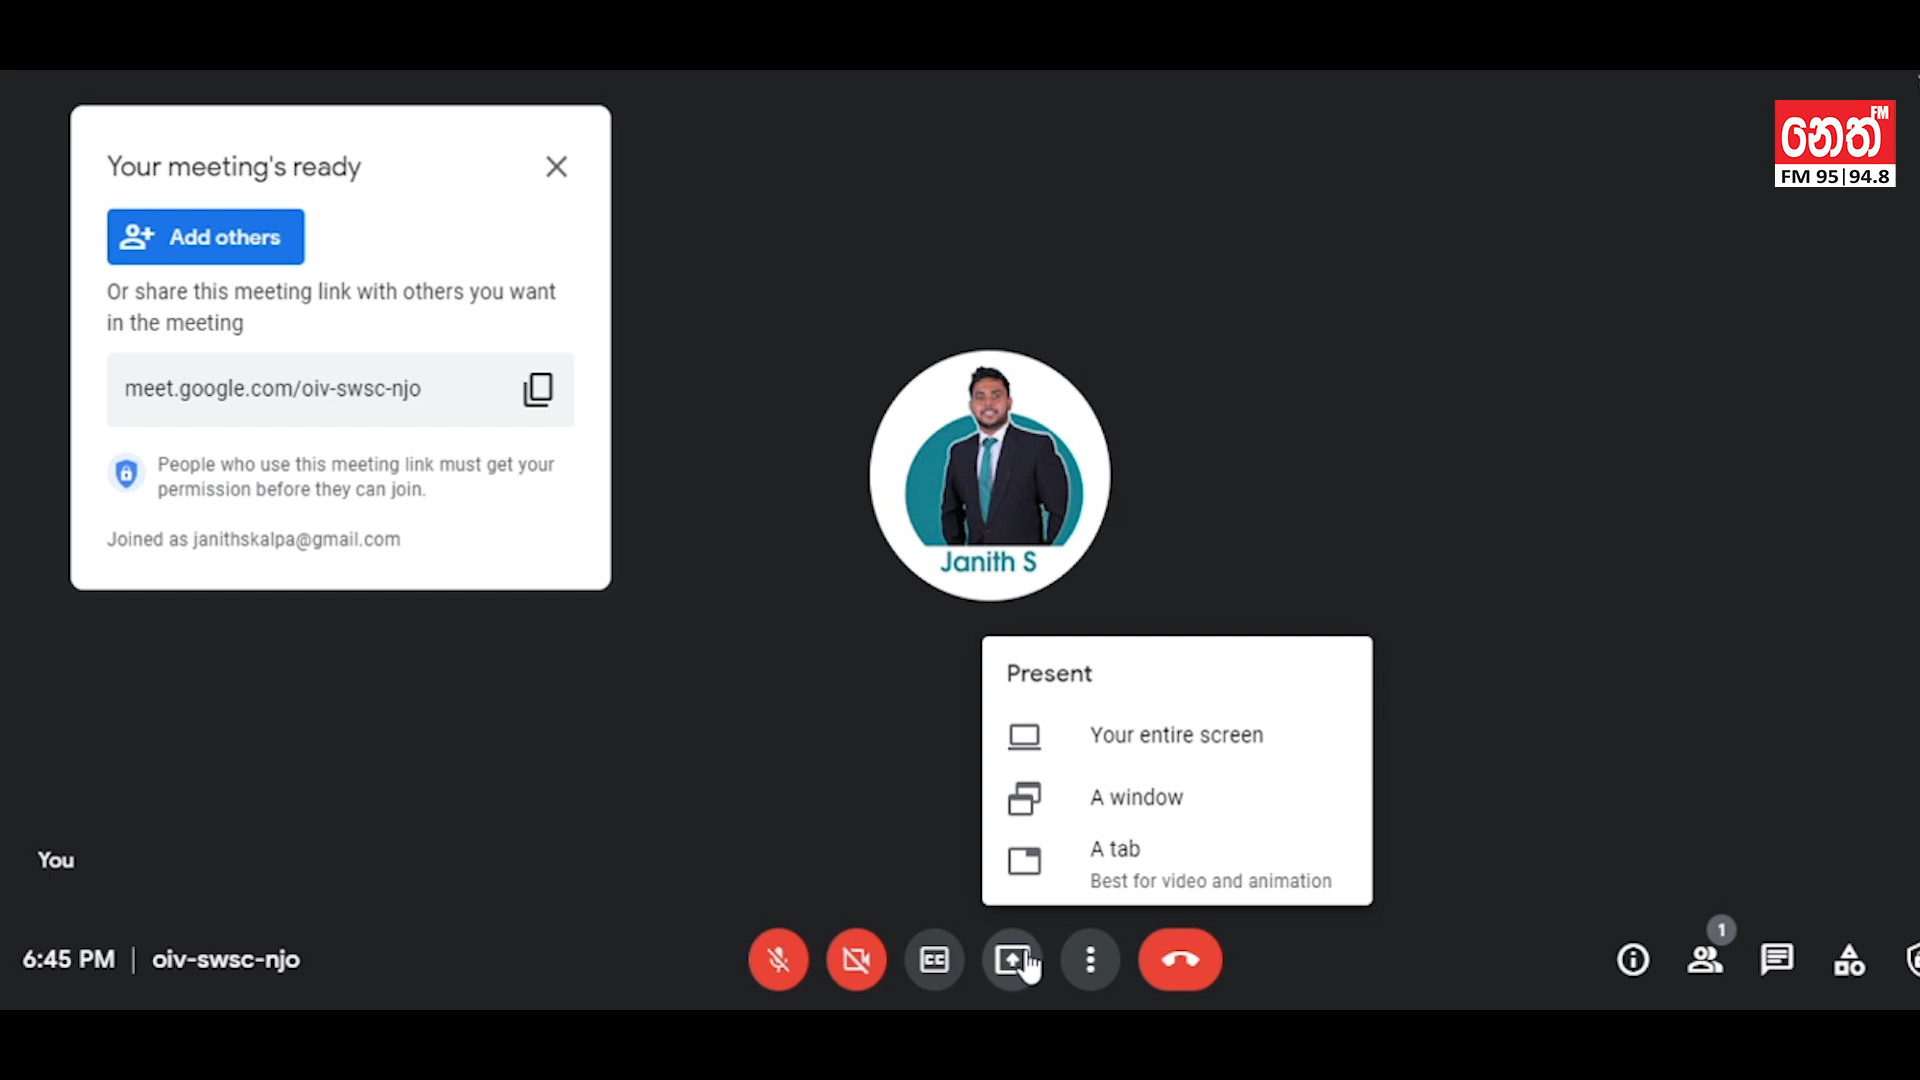 නෙත්
FM
FM 95|94.8
Your meeting's ready
Add others
Or share this meeting link with others you want
in the meeting
meet.google.com/oiv-swsc-njo
People who use this meeting link must get your
permission before they can join.
Joined as janithskalpa@gmail.com
Janith S
Present
Your entire screen
A window
A tab
Best for video and animation
You
6:45 PM | oiv-swsc-njo
CC
1